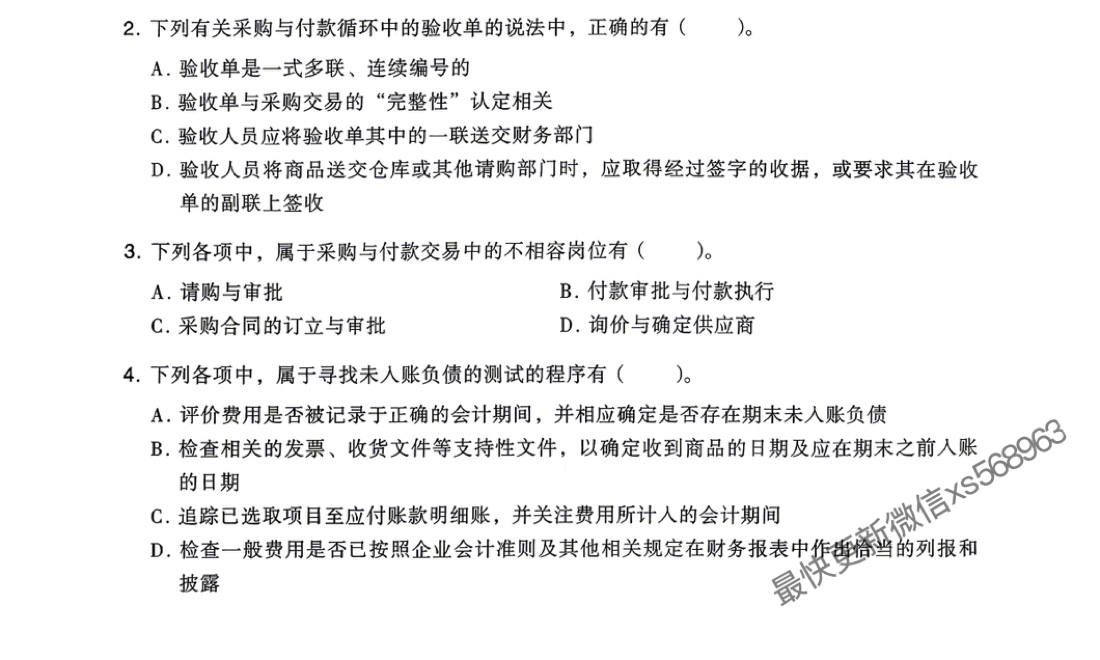 2. 下列有关采购与付款循环中的验收单的说法中，正确的有（　　）。
A. 验收单是一式多联、连续编号的
B. 验收单与采购交易的“完整性”认定相关
C. 验收人员应将验收单其中的一联送交财务部门
D. 验收人员将商品送交仓库或其他请购部门时，应取得经过签字的收据，或要求其在验收
单的副联上签收
3. 下列各项中，属于采购与付款交易中的不相容岗位有（　　）。
A. 请购与审批　　B. 付款审批与付款执行
C. 采购合同的订立与审批　　D. 询价与确定供应商
4. 下列各项中，属于寻找未入账负债的测试的程序有（　　）。
A. 评价费用是否被记录于正确的会计期间，并相应确定是否存在期末未入账负债
B. 检查相关的发票、收货文件等支持性文件，以确定收到商品的日期及应在期末之前入账
的日期
C. 追踪已选取项目至应付账款明细账，并关注费用所计入的会计期间
D. 检查一般费用是否已按照企业会计准则及其他相关规定在财务报表中作出恰当的列报和
披露
最快更新微信xs568963